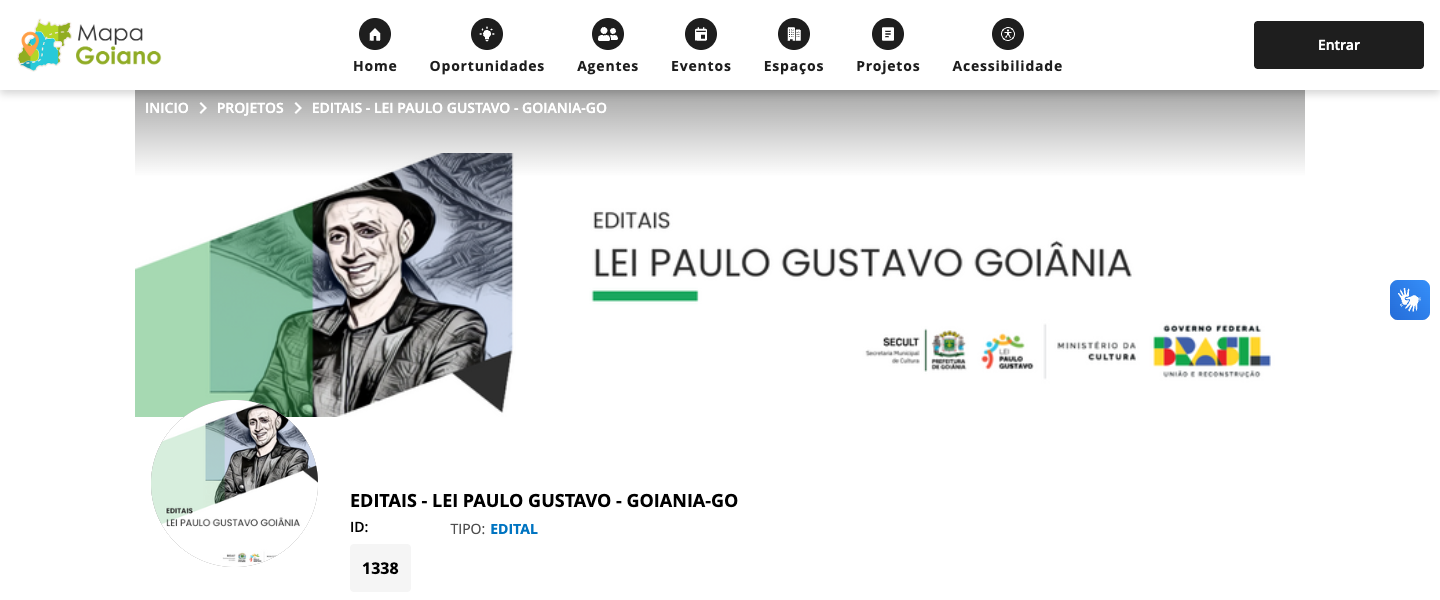 Mapa
Goiano
Home
Oportunidades
Agentes
Eventos
Espaços
Projetos
Acessibilidade
Entrar
INICIO
PROJETOS
EDITAIS - LEI PAULO GUSTAVO - GOIANIA-GO
EDITAIS
LEI PAULO GUSTAVO GOIÂNIA
SECULT
Secretaria Municipal
de Cultura
PREFEITURA
DE GOIÂNIA
LEI
PAULO
GUSTAVO
MINISTÉRIO DA
CULTURA
GOVERNO FEDERAL
BRASIL
UNIÃO E RECONSTRUÇÃO
EDITAIS
LEI PAULO GUSTAVO GOIÂNIA
EDITAIS - LEI PAULO GUSTAVO - GOIANIA-GO
ID:
TIPO: EDITAL
1338